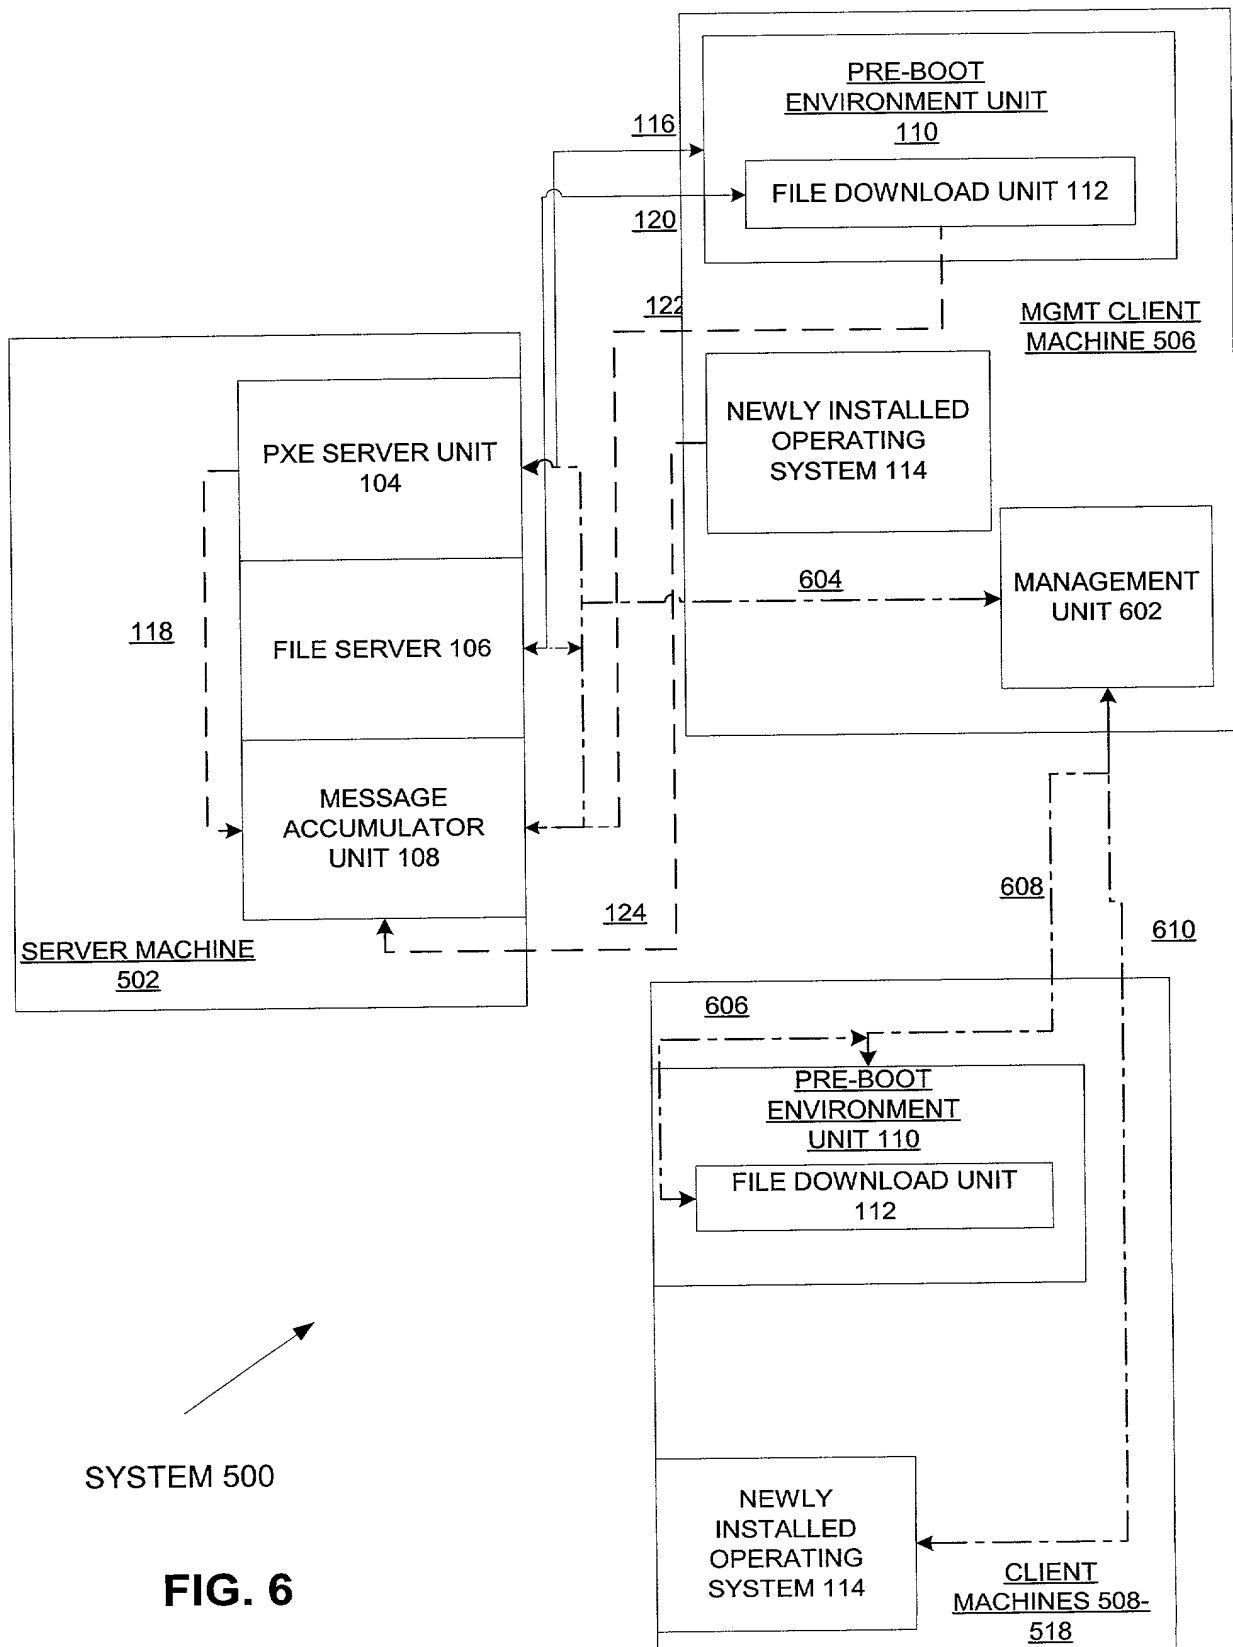 PRE-BOOT
ENVIRONMENT UNIT
110
116
FILE DOWNLOAD UNIT 112
120
122
MGMT CLIENT
MACHINE 506
NEWLY INSTALLED
OPERATING
SYSTEM 114
PXE SERVER UNIT
104
604
MANAGEMENT
UNIT 602
118
FILE SERVER 106
MESSAGE
ACCUMULATOR
UNIT 108
608
124
610
SERVER MACHINE
502
606
PRE-BOOT
ENVIRONMENT
UNIT 110
FILE DOWNLOAD UNIT
112
SYSTEM 500
NEWLY
INSTALLED
OPERATING
SYSTEM 114
CLIENT
MACHINES 508-
518
FIG. 6